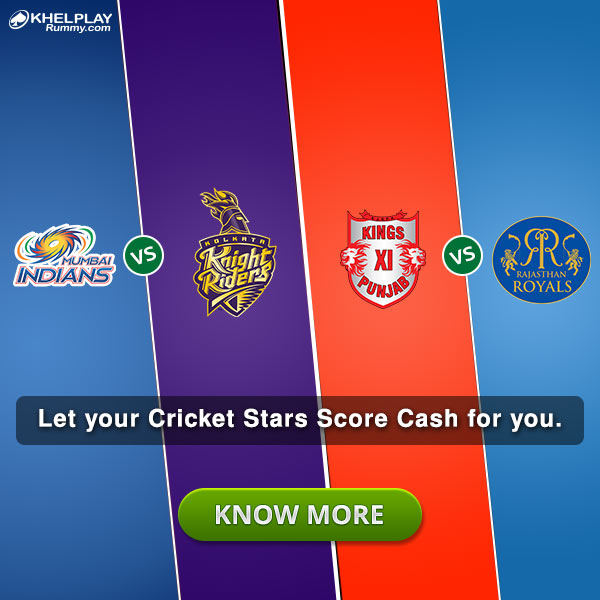 KHELPLAY
Rummy.com
MUMBAI
INDIANS
VS
KOLKATA
Knight
Riders
KINGS
XI
PUNJAB
VS
RR
RAJASTHAN
ROYALS
Let your Cricket Stars Score Cash for you.
KNOW MORE